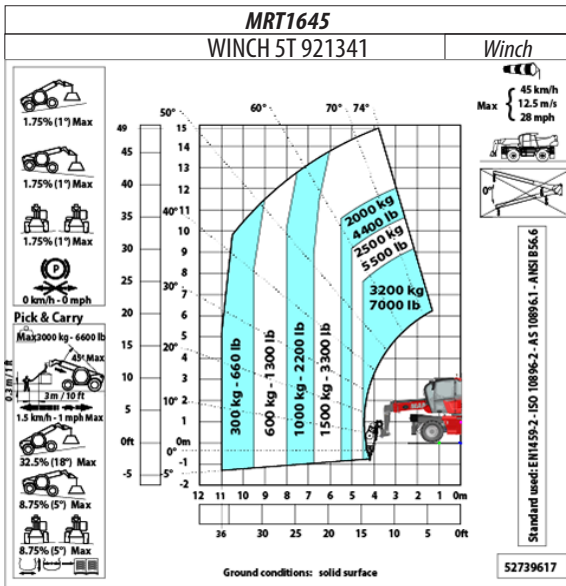 MRT1645
WINCH 5T 921341
Winch
1.75% (1°) Max
1.75% (1°) Max
1.75% (1°) Max
P
0 km/h - 0 mph
Pick & Carry
Max3000 kg - 6600 lb
45° Max
0.3 m / 1 ft
3 m / 10 ft
1.5 km/h - 1 mph Max
32.5% (18°) Max
8.75% (5°) Max
8.75% (5°) Max
49
45
40
35
30
25
20
15
10
5
0ft
-5
15
14
13
12
11
10
9
8
7
6
5
4
3
2
1
0m
-1
-2
50°
60°
70°
74°
40°
30°
20°
10°
0°
-5°
300 kg - 660 lb
600 kg - 1300 lb
1000 kg - 2200 lb
1500 kg - 3300 lb
2000 kg
4400 lb
2500 kg
5500 lb
3200 kg
7000 lb
12 11 10 9 8 7 6 5 4 3 2 1 0m
36 30 25 20 15 10 5 0ft
Ground conditions: solid surface
Max
45 km/h
12.5 m/s
28 mph
0°
Standard used: EN1459-2 - ISO 10896-2 - AS 10896.1 - ANSI B56.6
52739617